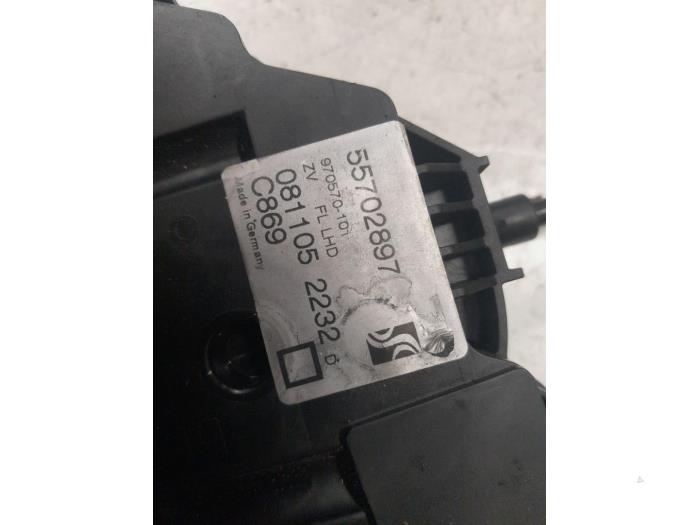 55702897
970570-101
ZV FL LHD
081105 2232 D
C869
Made in Germany